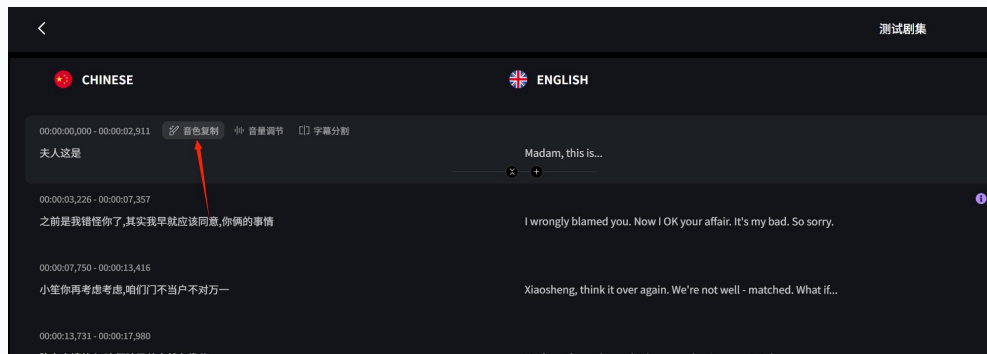 测试剧集
CHINESE
ENGLISH
00:00:00,000 - 00:00:02,911 音色复制 音量调节 字幕分割
夫人这是
Madam, this is...
00:00:03,226 - 00:00:07,357
之前是我错怪你了,其实我早就应该同意,你俩的事情
I wrongly blamed you. Now I OK your affair. It's my bad. So sorry.
00:00:07,750 - 00:00:13,416
小笙你再考虑考虑,咱们门不当户不对万一
Xiaosheng, think it over again. We're not well - matched. What if...
00:00:13,731 - 00:00:17,980